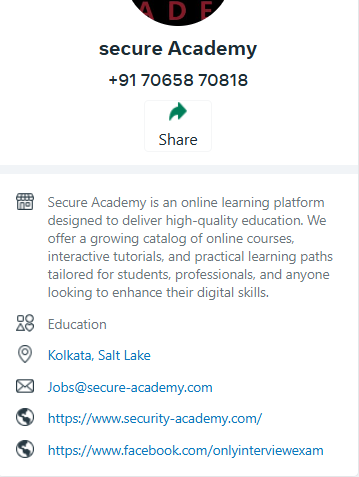 ADE
secure Academy
+91 70658 70818
Share
Secure Academy is an online learning platform
designed to deliver high-quality education. We
offer a growing catalog of online courses,
interactive tutorials, and practical learning paths
tailored for students, professionals, and anyone
looking to enhance their digital skills.
Education
Kolkata, Salt Lake
Jobs@secure-academy.com
https://www.security-academy.com/
https://www.facebook.com/onlyinterviewexam